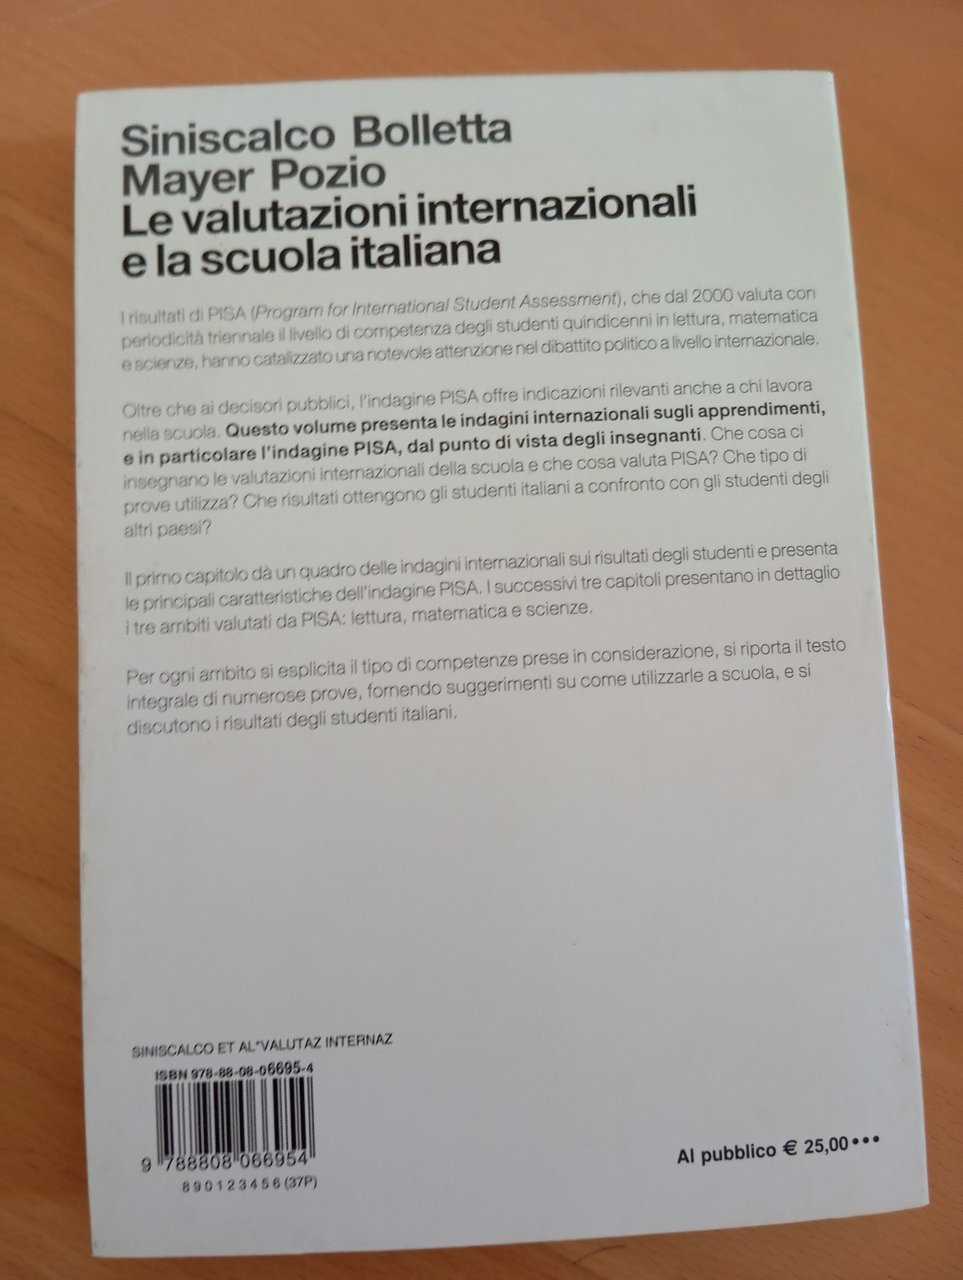 Siniscalco Bolletta
Mayer Pozio
Le valutazioni internazionali
e la scuola italiana
I risultati di PISA (Program for International Student Assessment), che dal 2000 valuta con
periodicità triennale il livello di competenza degli studenti quindicenni in lettura, matematica
e scienze, hanno catalizzato una notevole attenzione nel dibattito politico a livello internazionale.
Oltre che ai decisori pubblici, l'indagine PISA offre indicazioni rilevanti anche a chi lavora
nella scuola. Questo volume presenta le indagini internazionali sugli apprendimenti,
e in particolare l'indagine PISA, dal punto di vista degli insegnanti. Che cosa ci
insegnano le valutazioni internazionali della scuola e che cosa valuta PISA? Che tipo di
prove utilizza? Che risultati ottengono gli studenti italiani a confronto con gli studenti degli
altri paesi?
Il primo capitolo dà un quadro delle indagini internazionali sui risultati degli studenti e presenta
le principali caratteristiche dell'indagine PISA. I successivi tre capitoli presentano in dettaglio
i tre ambiti valutati da PISA: lettura, matematica e scienze.
Per ogni ambito si esplicita il tipo di competenze prese in considerazione, si riporta il testo
integrale di numerose prove, fornendo suggerimenti su come utilizzarle a scuola, e si
discutono i risultati degli studenti italiani.
SINISCALCO ET AL*VALUTAZ INTERNAZ
ISBN 978-88-08-06695-4
9 788808 066954
8 9 0 1 2 3 4 5 6 (37P)
Al pubblico € 25,00•••